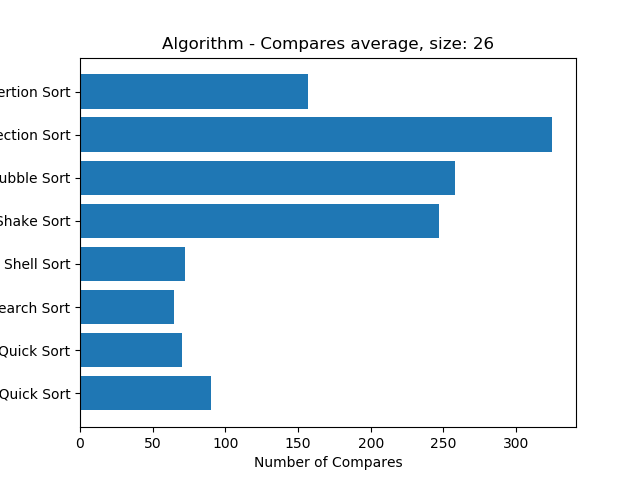 Algorithm - Compares average, size: 26
ertion Sort
ection Sort
ubble Sort
Shake Sort
Shell Sort
earch Sort
Quick Sort
Quick Sort
0 50 100 150 200 250 300
Number of Compares